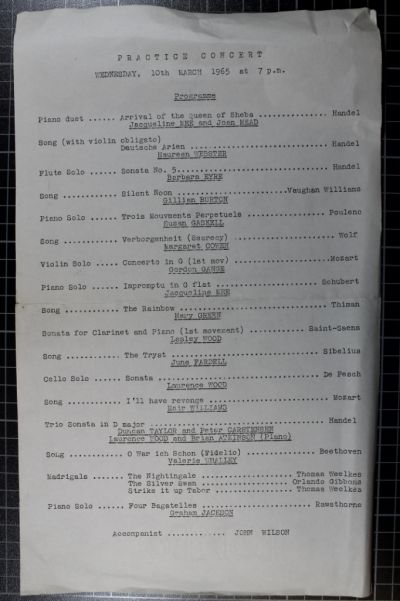 PRACTICE CONCERT
WEDNESDAY, 10th MARCH 1965 at 7 p.m.
Programme
Piano duet ...... Arrival of the Queen of Sheba ............... Handel
Jacqueline NEE and Joan MEAD
Song (with violin obligato)
Deutsche Arien ............................ Handel
Maureen WEBSTER
Flute Solo ...... Sonata No. 5............................... Handel
Barbara EYRE
Song ............ Silent Noon ......................Vaughan Williams
Gillian BURTON
Piano Solo ...... Trois Mouvments Perpetuels .................. Poulenc
Susan GASKELL
Song ............ Verborgenheit (Secrecy) ...................... Wolf
Margaret COWEN
Violin Solo ..... Concerto in G (1st mov) ....................Mozart
Gordon GAUGE
Piano Solo ...... Impromptu in G flat .................. Schubert
Jacqueline NEE
Song ............ The Rainbow ............................ Thiman
Mary GREEN
Sonata for Clarinet and Piano (1st movement) ............ Saint-Saens
Lesley WOOD
Song ............ The Tryst ............................... Sibelius
June FARDELL
Cello Solo ...... Sonata ................................. De Fesch
Laurence WOOD
Song ............ I'll have revenge ...................... Mozart
Mair WILLIAMS
Trio Sonata in D major ................................... Handel
Duncan TAYLOR and Peter CARSTENSEN
Laurence WOOD and Brian ATKINSON (Piano)
Song ............ O War ich Schon (Fidelio) ................ Beethoven
Valerie WHALLEY
Madrigals ...... The Nightingale .................. Thomas Weelkes
The Silver Swan .................. Orlando Gibbons
Strike it up Tabor ............... Thomas Weelkes
Piano Solo ...... Four Bagatelles ................... Rawsthorne
Graham JACKSON
Accompanist ............ JOHN WILSON